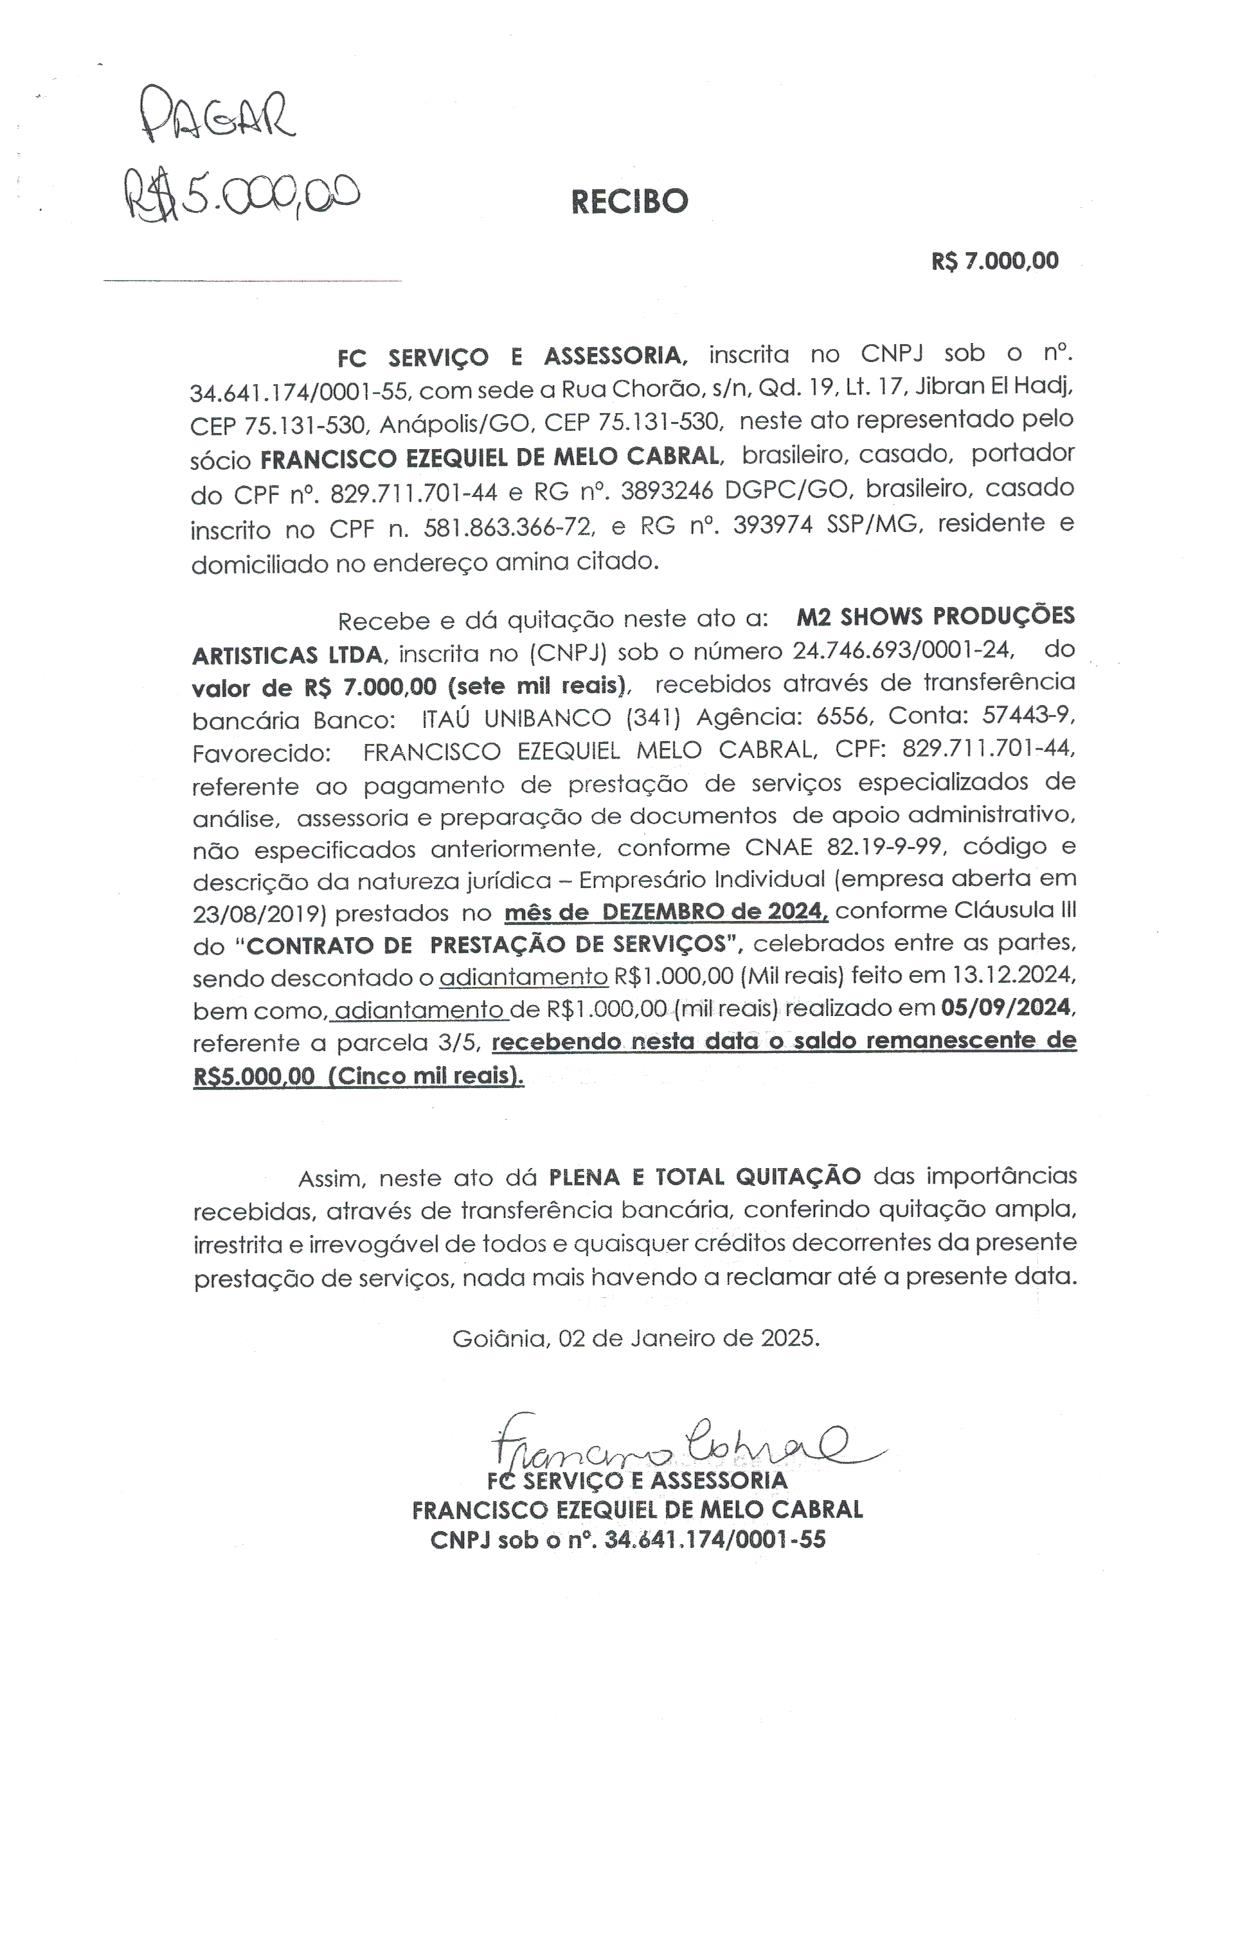 PAGAR
R$5.000,00
RECIBO
R$ 7.000,00
FC SERVIÇO E ASSESSORIA, inscrita no CNPJ sob o nº.
34.641.174/0001-55, com sede a Rua Chorão, s/n, Qd. 19, Lt. 17, Jibran El Hadj,
CEP 75.131-530, Anápolis/GO, CEP 75.131-530, neste ato representado pelo
sócio FRANCISCO EZEQUIEL DE MELO CABRAL, brasileiro, casado, portador
do CPF nº. 829.711.701-44 e RG nº. 3893246 DGPC/GO, brasileiro, casado
inscrito no CPF n. 581.863.366-72, e RG nº. 393974 SSP/MG, residente e
domiciliado no endereço amina citado.
Recebe e dá quitação neste ato a: M2 SHOWS PRODUÇÕES
ARTISTICAS LTDA, inscrita no (CNPJ) sob o número 24.746.693/0001-24, do
valor de R$ 7.000,00 (sete mil reais), recebidos através de transferência
bancária Banco: ITAÚ UNIBANCO (341) Agência: 6556, Conta: 57443-9,
Favorecido: FRANCISCO EZEQUIEL MELO CABRAL, CPF: 829.711.701-44,
referente ao pagamento de prestação de serviços especializados de
análise, assessoria e preparação de documentos de apoio administrativo,
não especificados anteriormente, conforme CNAE 82.19-9-99, código e
descrição da natureza jurídica – Empresário Individual (empresa aberta em
23/08/2019) prestados no mês de DEZEMBRO de 2024, conforme Cláusula III
do “CONTRATO DE PRESTAÇÃO DE SERVIÇOS”, celebrados entre as partes,
sendo descontado o adiantamento R$1.000,00 (Mil reais) feito em 13.12.2024,
bem como, adiantamento de R$1.000,00 (mil reais) realizado em 05/09/2024,
referente a parcela 3/5, recebendo nesta data o saldo remanescente de
R$5.000,00 (Cinco mil reais).
Assim, neste ato dá PLENA E TOTAL QUITAÇÃO das importâncias
recebidas, através de transferência bancária, conferindo quitação ampla,
irrestrita e irrevogável de todos e quaisquer créditos decorrentes da presente
prestação de serviços, nada mais havendo a reclamar até a presente data.
Goiânia, 02 de Janeiro de 2025.
Francisco Cabral
FC SERVIÇO E ASSESSORIA
FRANCISCO EZEQUIEL DE MELO CABRAL
CNPJ sob o nº. 34.641.174/0001-55